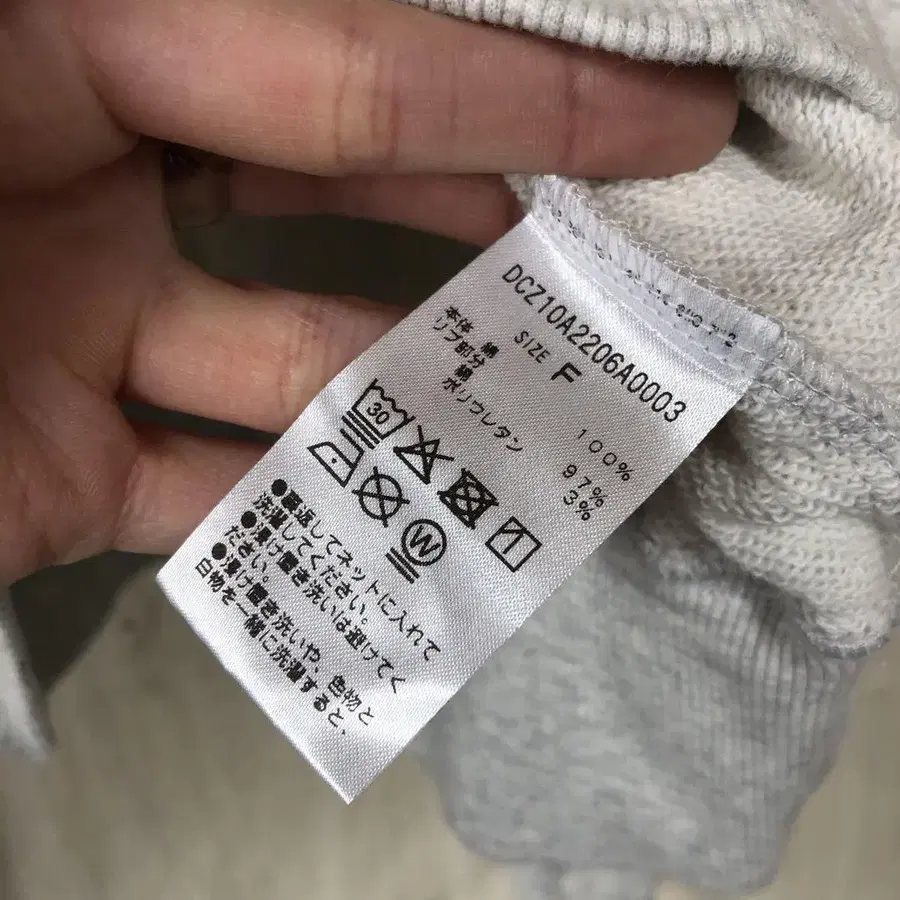 DCZ10A2206A0003
SIZE F
本体 綿 100%
リブ部分
綿 97%
ポリウレタン 3%
30
W
●裏返してネットに入れて
洗濯してください。
●漬け置き洗いは避けてく
ださい。
●漬け置き洗いや、色物と
白物を一緒に洗濯すると、